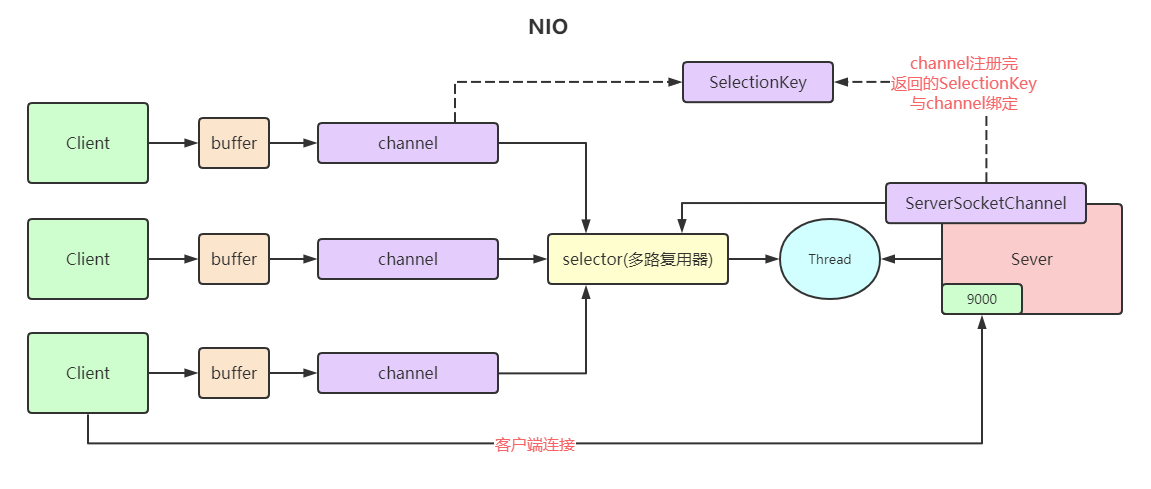 NIO
channel注册完
返回的SelectionKey
与channel绑定
SelectionKey
Client
buffer
channel
ServerSocketChannel
Client
buffer
channel
selector(多路复用器)
Thread
Sever
9000
Client
buffer
channel
客户端连接